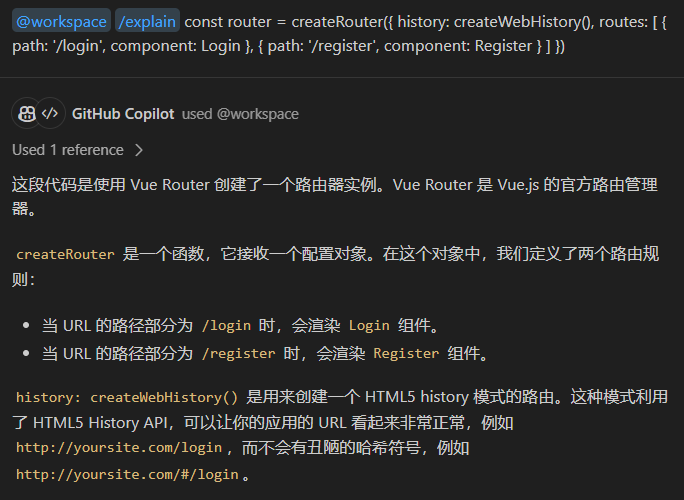 @workspace /explain const router = createRouter({ history: createWebHistory(), routes: [ {
path: '/login', component: Login }, { path: '/register', component: Register } ] })
GitHub Copilot used @workspace
Used 1 reference
这段代码是使用 Vue Router 创建了一个路由器实例。Vue Router 是 Vue.js 的官方路由管理
器。
createRouter 是一个函数，它接收一个配置对象。在这个对象中，我们定义了两个路由规
则：
• 当 URL 的路径部分为 /login 时，会渲染 Login 组件。
• 当 URL 的路径部分为 /register 时，会渲染 Register 组件。
history: createWebHistory() 是用来创建一个 HTML5 history 模式的路由。这种模式利用
了 HTML5 History API，可以让你的应用的 URL 看起来非常正常，例如
http://yoursite.com/login ，而不会有丑陋的哈希符号，例如
http://yoursite.com/#/login 。